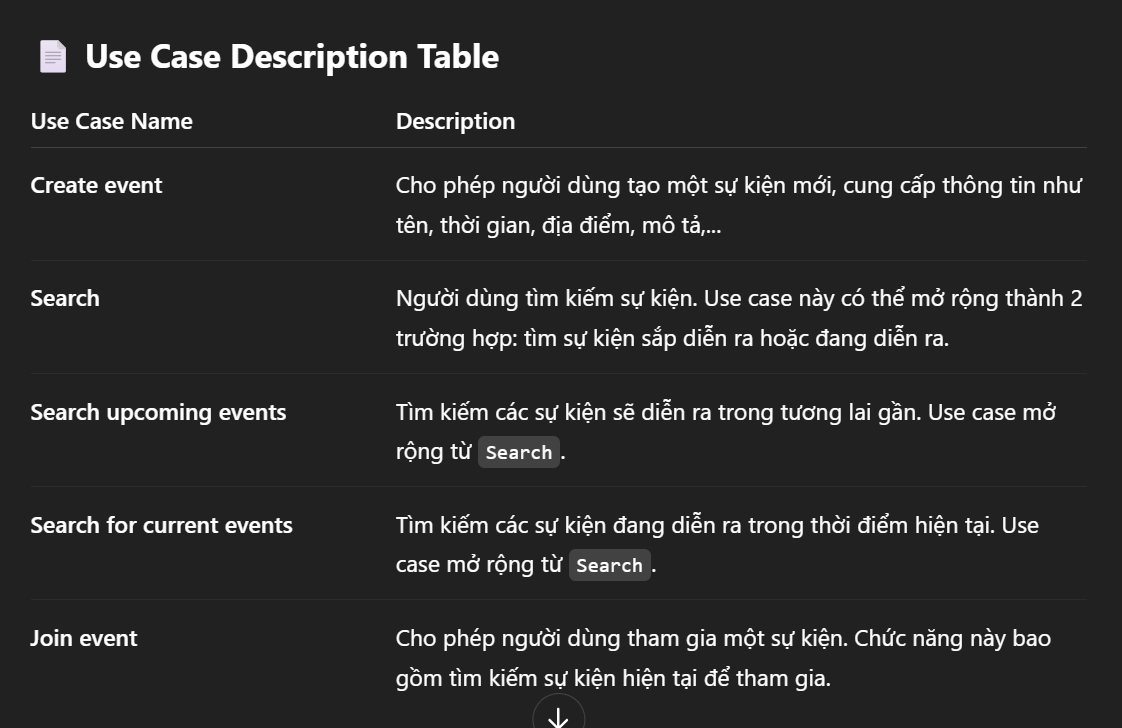 Use Case Description Table
Use Case Name Description
Create event Cho phép người dùng tạo một sự kiện mới, cung cấp thông tin như
tên, thời gian, địa điểm, mô tả,...
Search Người dùng tìm kiếm sự kiện. Use case này có thể mở rộng thành 2
trường hợp: tìm sự kiện sắp diễn ra hoặc đang diễn ra.
Search upcoming events Tìm kiếm các sự kiện sẽ diễn ra trong tương lai gần. Use case mở
rộng từ Search.
Search for current events Tìm kiếm các sự kiện đang diễn ra trong thời điểm hiện tại. Use
case mở rộng từ Search.
Join event Cho phép người dùng tham gia một sự kiện. Chức năng này bao
gồm tìm kiếm sự kiện hiện tại để tham gia.